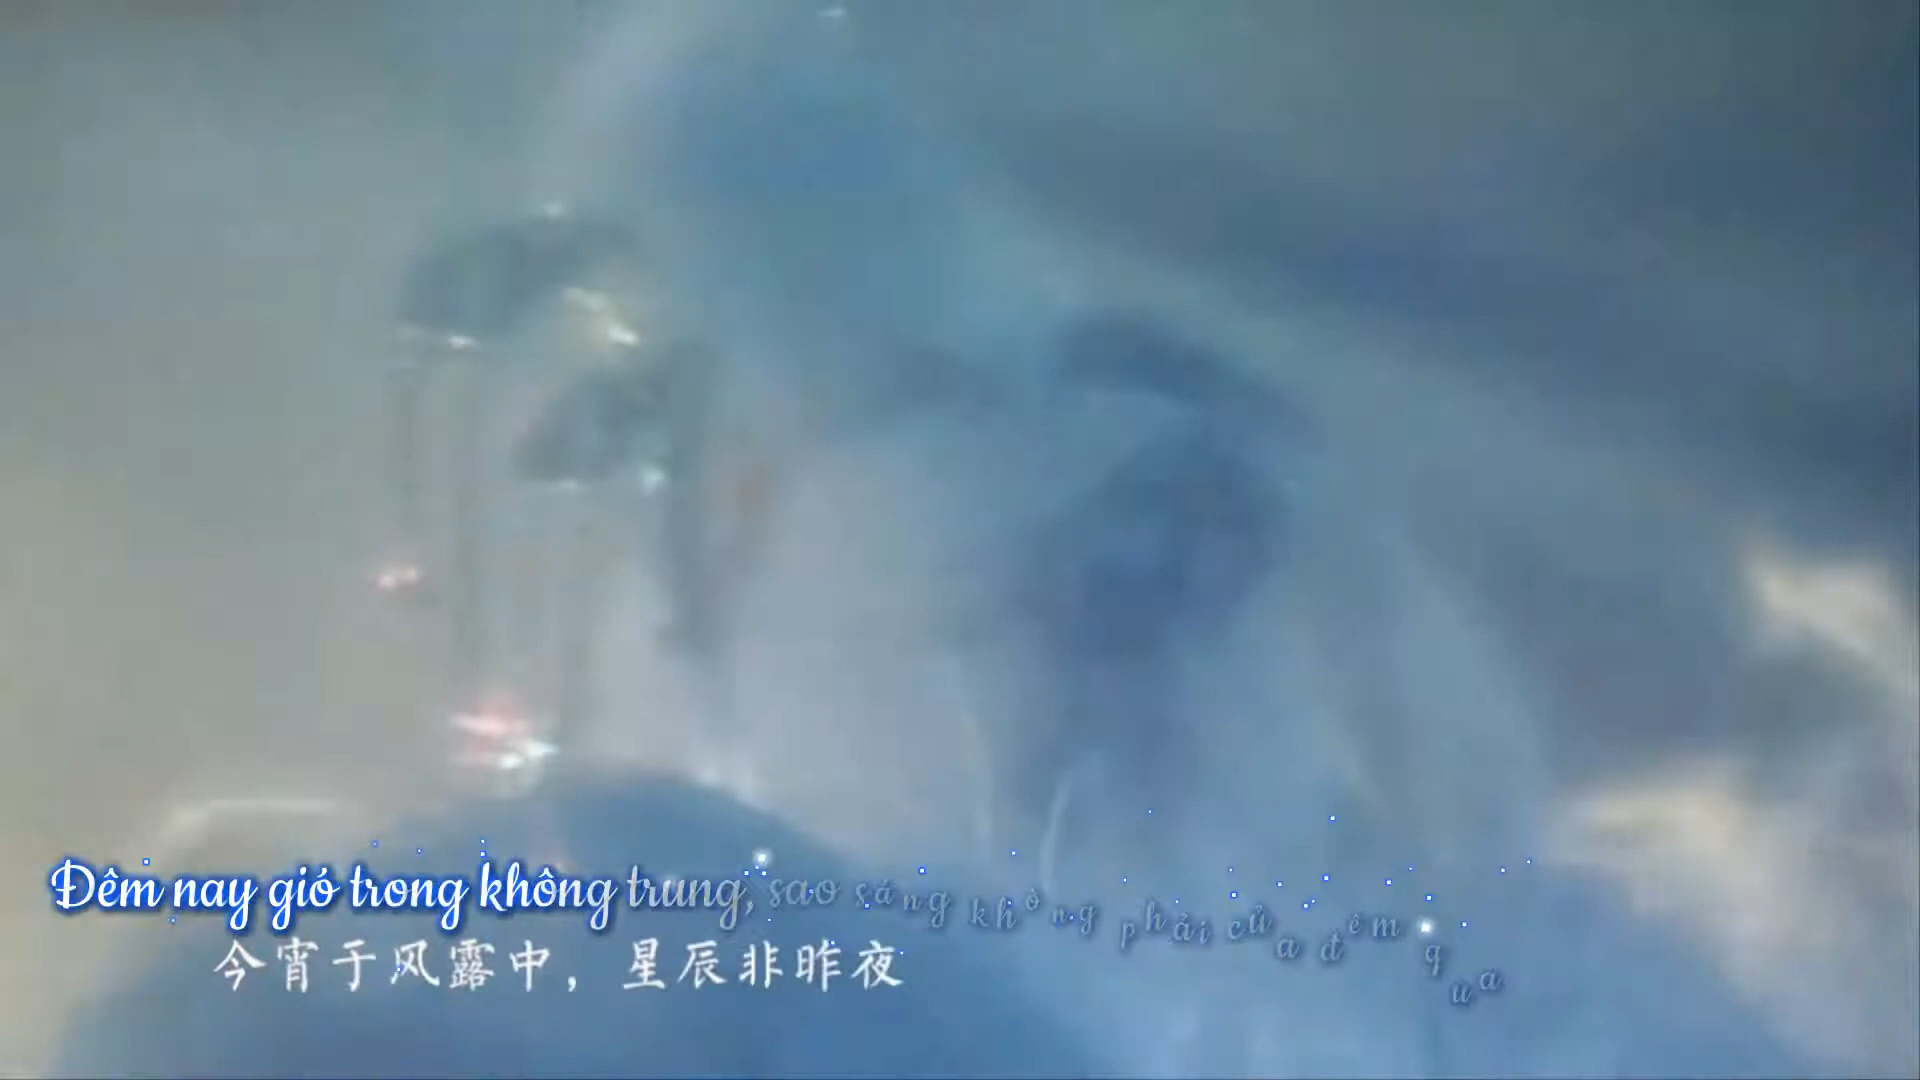 Đêm nay gió trong không trung, sao sáng không phải của đêm qua
今宵于风露中，星辰非昨夜